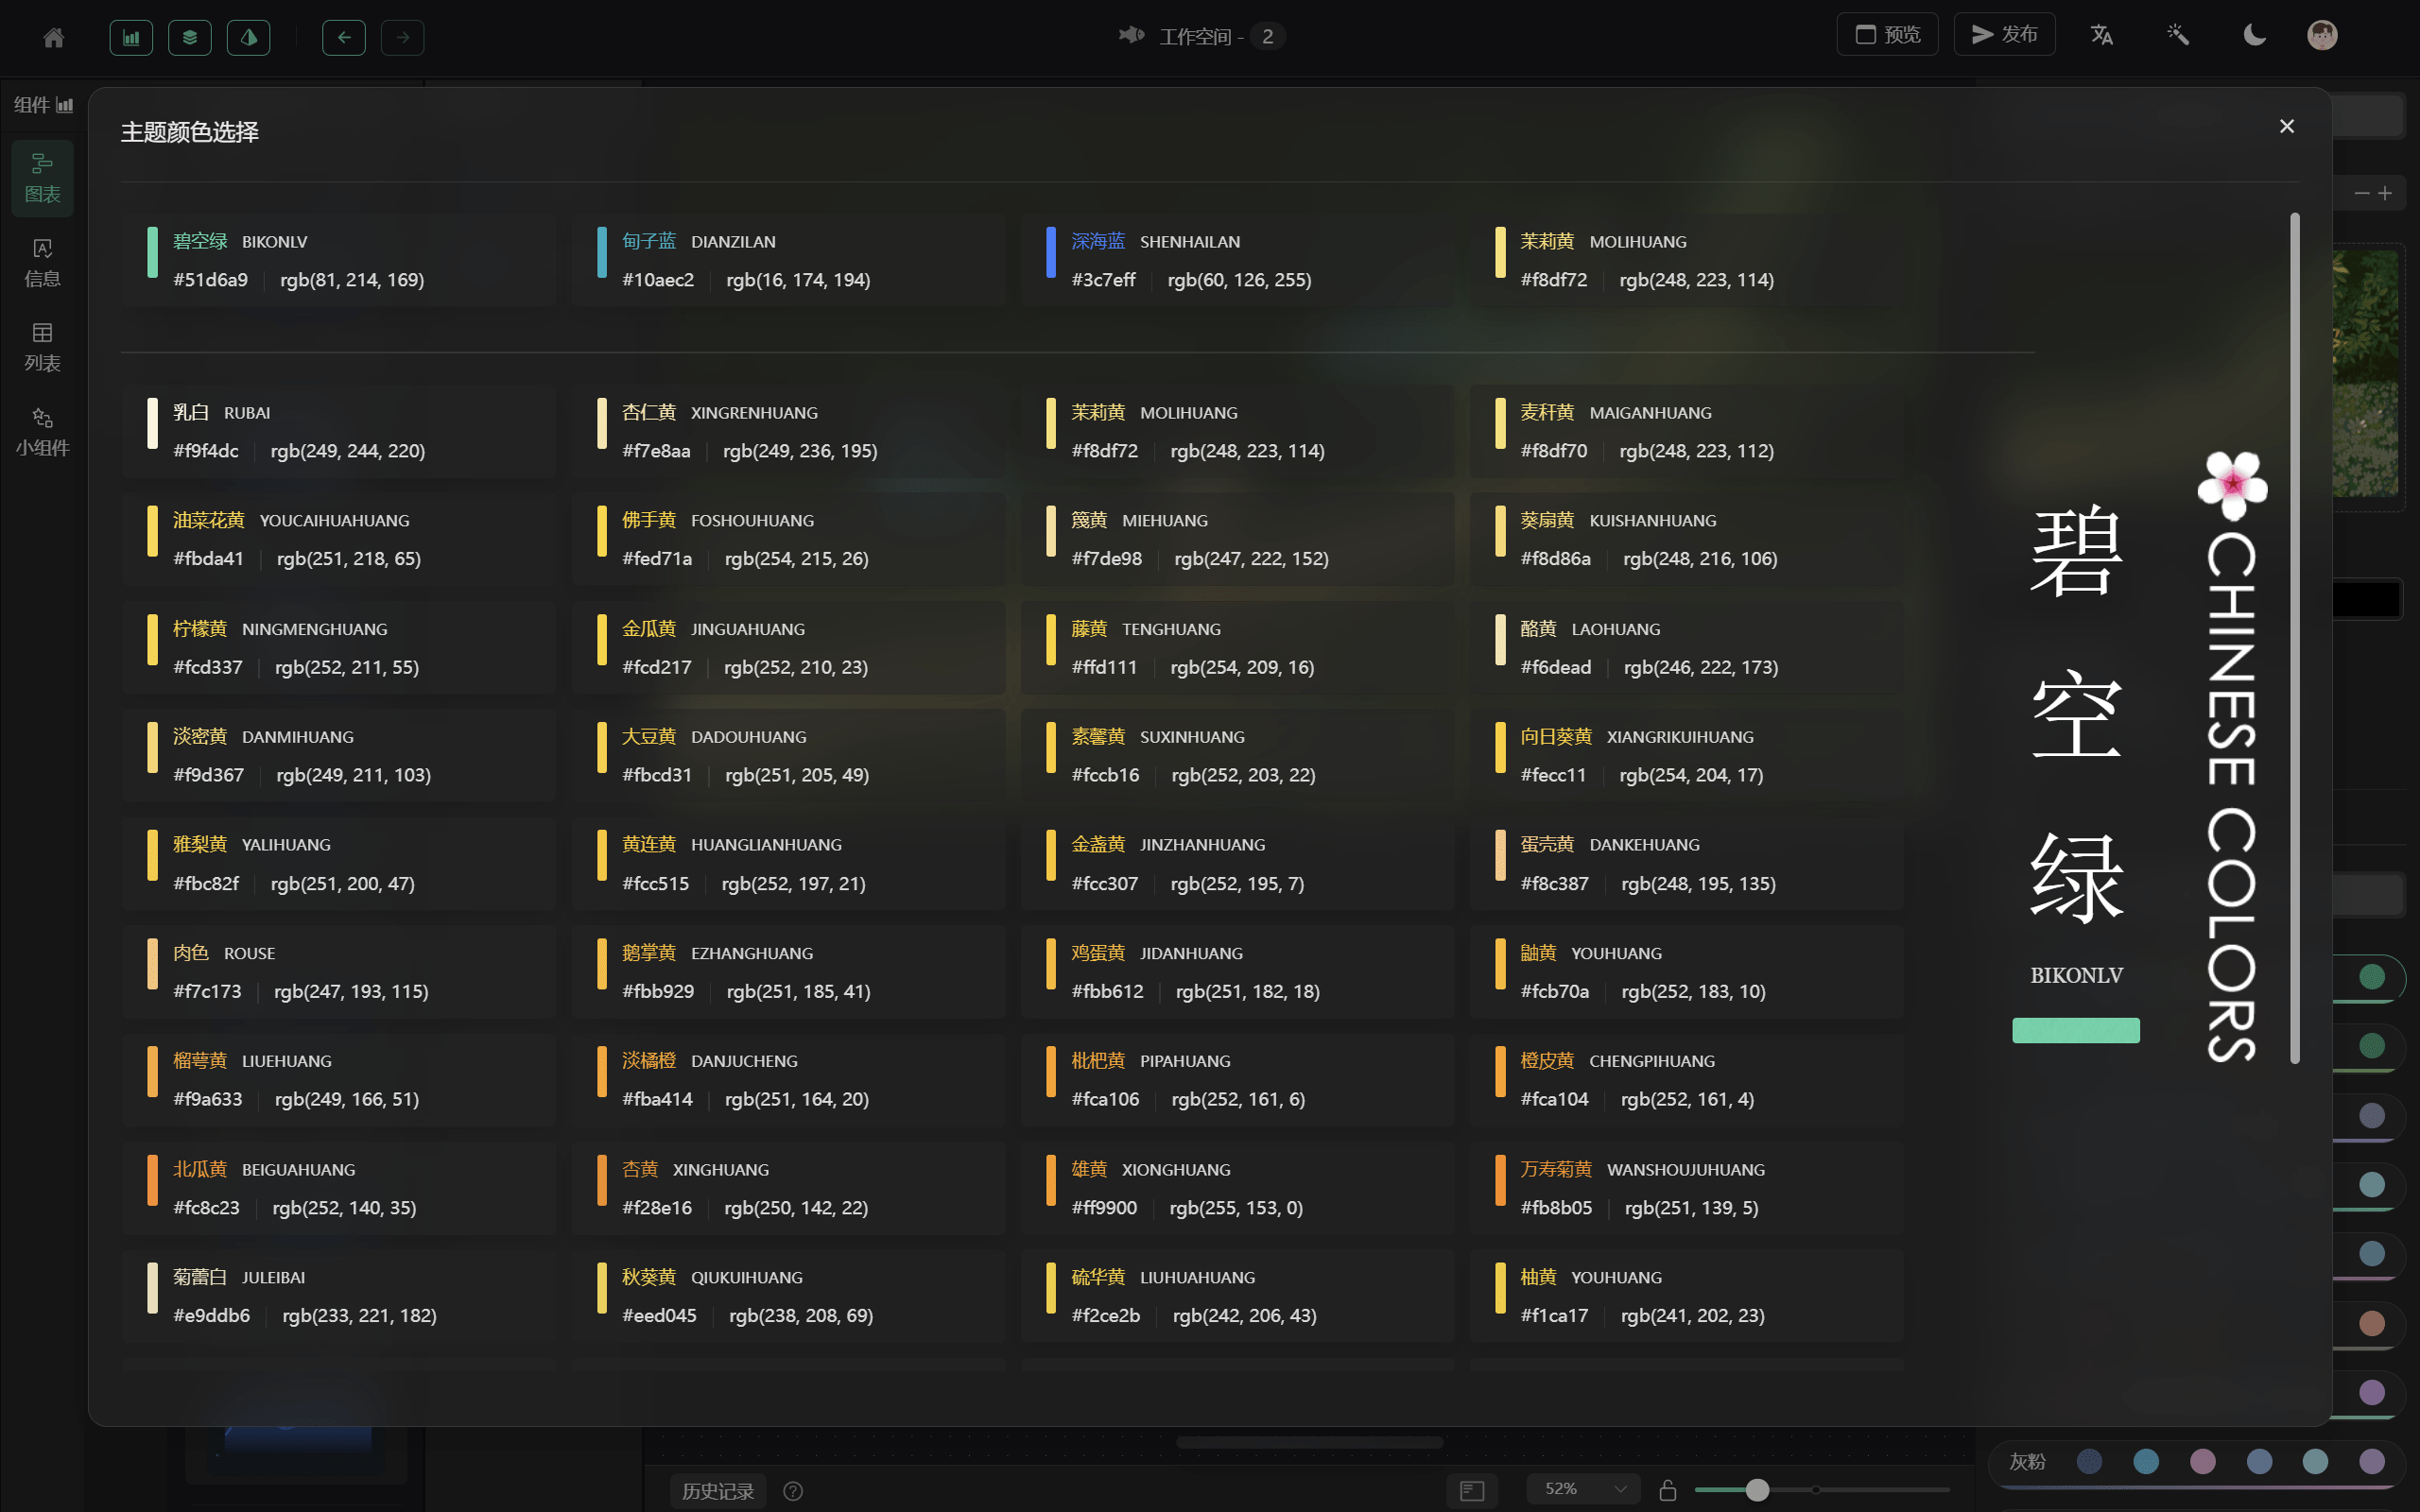 工作空间 - 2
预览
发布
组件
图表
信息
列表
小组件
主题颜色选择
碧空绿 BIKONLV
#51d6a9 rgb(81, 214, 169)
甸子蓝 DIANZILAN
#10aec2 rgb(16, 174, 194)
深海蓝 SHENHAILAN
#3c7eff rgb(60, 126, 255)
茉莉黄 MOLIHUANG
#f8df72 rgb(248, 223, 114)
乳白 RUBAI
#f9f4dc rgb(249, 244, 220)
杏仁黄 XINGRENHUANG
#f7e8aa rgb(249, 236, 195)
茉莉黄 MOLIHUANG
#f8df72 rgb(248, 223, 114)
麦秆黄 MAIGANHUANG
#f8df70 rgb(248, 223, 112)
油菜花黄 YOUCAIHUAHUANG
#fbda41 rgb(251, 218, 65)
佛手黄 FOSHOUHUANG
#fed71a rgb(254, 215, 26)
篾黄 MIEHUANG
#f7de98 rgb(247, 222, 152)
葵扇黄 KUISHANHUANG
#f8d86a rgb(248, 216, 106)
柠檬黄 NINGMENGHUANG
#fcd337 rgb(252, 211, 55)
金瓜黄 JINGUAHUANG
#fcd217 rgb(252, 210, 23)
藤黄 TENGHUANG
#ffd111 rgb(254, 209, 16)
酪黄 LAOHUANG
#f6dead rgb(246, 222, 173)
淡密黄 DANMIHUANG
#f9d367 rgb(249, 211, 103)
大豆黄 DADOUHUANG
#fbcd31 rgb(251, 205, 49)
素馨黄 SUXINHUANG
#fccb16 rgb(252, 203, 22)
向日葵黄 XIANGRIKUIHUANG
#fecc11 rgb(254, 204, 17)
雅梨黄 YALIHUANG
#fbc82f rgb(251, 200, 47)
黄连黄 HUANGLIANHUANG
#fcc515 rgb(252, 197, 21)
金盏黄 JINZHANHUANG
#fcc307 rgb(252, 195, 7)
蛋壳黄 DANKEHUANG
#f8c387 rgb(248, 195, 135)
肉色 ROUSE
#f7c173 rgb(247, 193, 115)
鹅掌黄 EZHANGHUANG
#fbb929 rgb(251, 185, 41)
鸡蛋黄 JIDANHUANG
#fbb612 rgb(251, 182, 18)
鼬黄 YOUHUANG
#fcb70a rgb(252, 183, 10)
榴萼黄 LIUEHUANG
#f9a633 rgb(249, 166, 51)
淡橘橙 DANJUCHENG
#fba414 rgb(251, 164, 20)
枇杷黄 PIPAHUANG
#fca106 rgb(252, 161, 6)
橙皮黄 CHENGPIHUANG
#fca104 rgb(252, 161, 4)
北瓜黄 BEIGUAHUANG
#fc8c23 rgb(252, 140, 35)
杏黄 XINGHUANG
#f28e16 rgb(250, 142, 22)
雄黄 XIONGHUANG
#ff9900 rgb(255, 153, 0)
万寿菊黄 WANSHOUJUHUANG
#fb8b05 rgb(251, 139, 5)
菊蕾白 JULEIBAI
#e9ddb6 rgb(233, 221, 182)
秋葵黄 QIUKUIHUANG
#eed045 rgb(238, 208, 69)
硫华黄 LIUHUAHUANG
#f2ce2b rgb(242, 206, 43)
柚黄 YOUHUANG
#f1ca17 rgb(241, 202, 23)
碧空绿
BIKONLV
CHINESE COLORS
灰粉
历史记录
52%